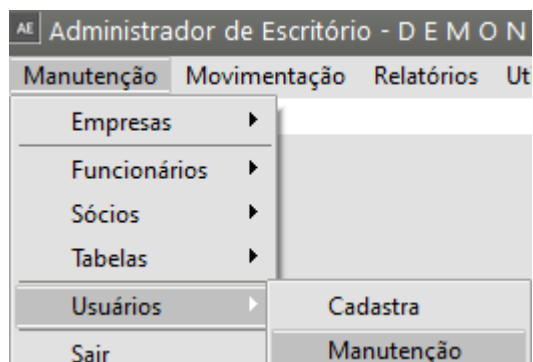 AE Administrador de Escritório - D E M O N
Manutenção Movimentação Relatórios Ut
Empresas
Funcionários
Sócios
Tabelas
Usuários Cadastra
Sair Manutenção